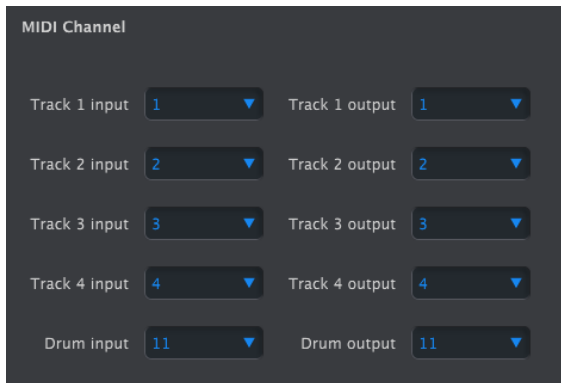 MIDI Channel
Track 1 input 1 Track 1 output 1
Track 2 input 2 Track 2 output 2
Track 3 input 3 Track 3 output 3
Track 4 input 4 Track 4 output 4
Drum input 11 Drum output 11